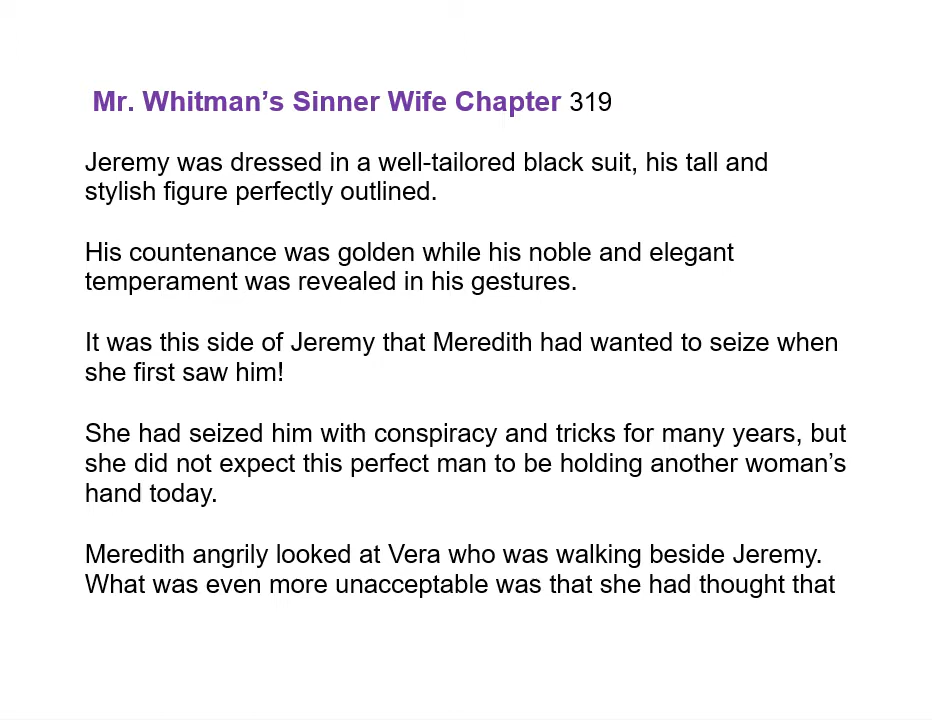 Mr. Whitman’s Sinner Wife Chapter 319
Jeremy was dressed in a well-tailored black suit, his tall and
stylish figure perfectly outlined.
His countenance was golden while his noble and elegant
temperament was revealed in his gestures.
It was this side of Jeremy that Meredith had wanted to seize when
she first saw him!
She had seized him with conspiracy and tricks for many years, but
she did not expect this perfect man to be holding another woman’s
hand today.
Meredith angrily looked at Vera who was walking beside Jeremy.
What was even more unacceptable was that she had thought that